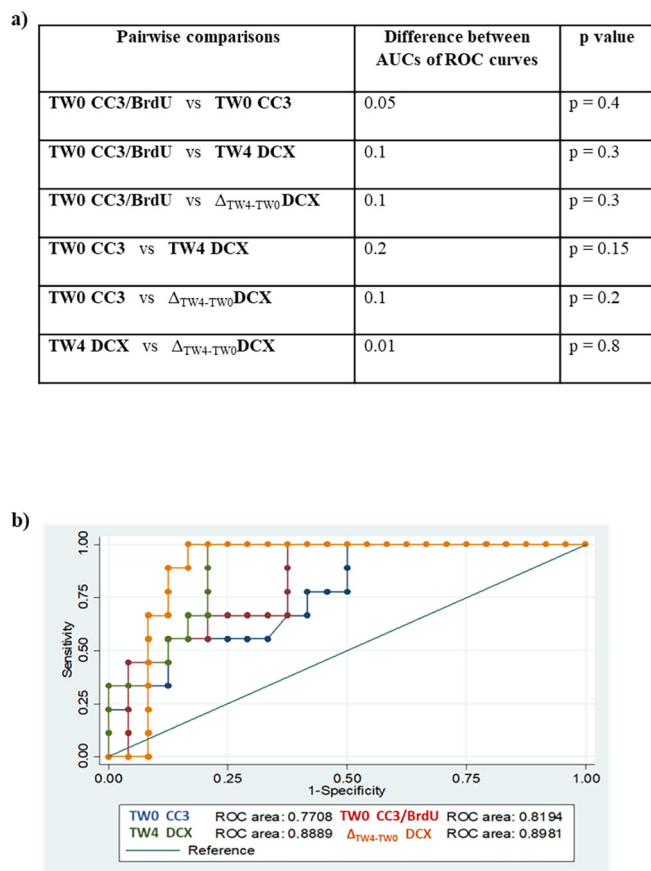 a)
Pairwise comparisons
Difference between AUCs of ROC curves
p value
TW0 CC3/BrdU vs TW0 CC3
0.05
p = 0.4
TW0 CC3/BrdU vs TW4 DCX
0.1
p = 0.3
TW0 CC3/BrdU vs ΔTW4-TW0DCX
0.1
p = 0.3
TW0 CC3 vs TW4 DCX
0.2
p = 0.15
TW0 CC3 vs ΔTW4-TW0DCX
0.1
p = 0.2
TW4 DCX vs ΔTW4-TW0DCX
0.01
p = 0.8
b)
Sensitivity
1.00
0.75
0.50
0.25
0.00
0.00 0.25 0.50 0.75 1.00
1-Specificity
TW0 CC3 ROC area: 0.7708 TW0 CC3/BrdU ROC area: 0.8194
TW4 DCX ROC area: 0.8889 ΔTW4-TW0 DCX ROC area: 0.8981
Reference